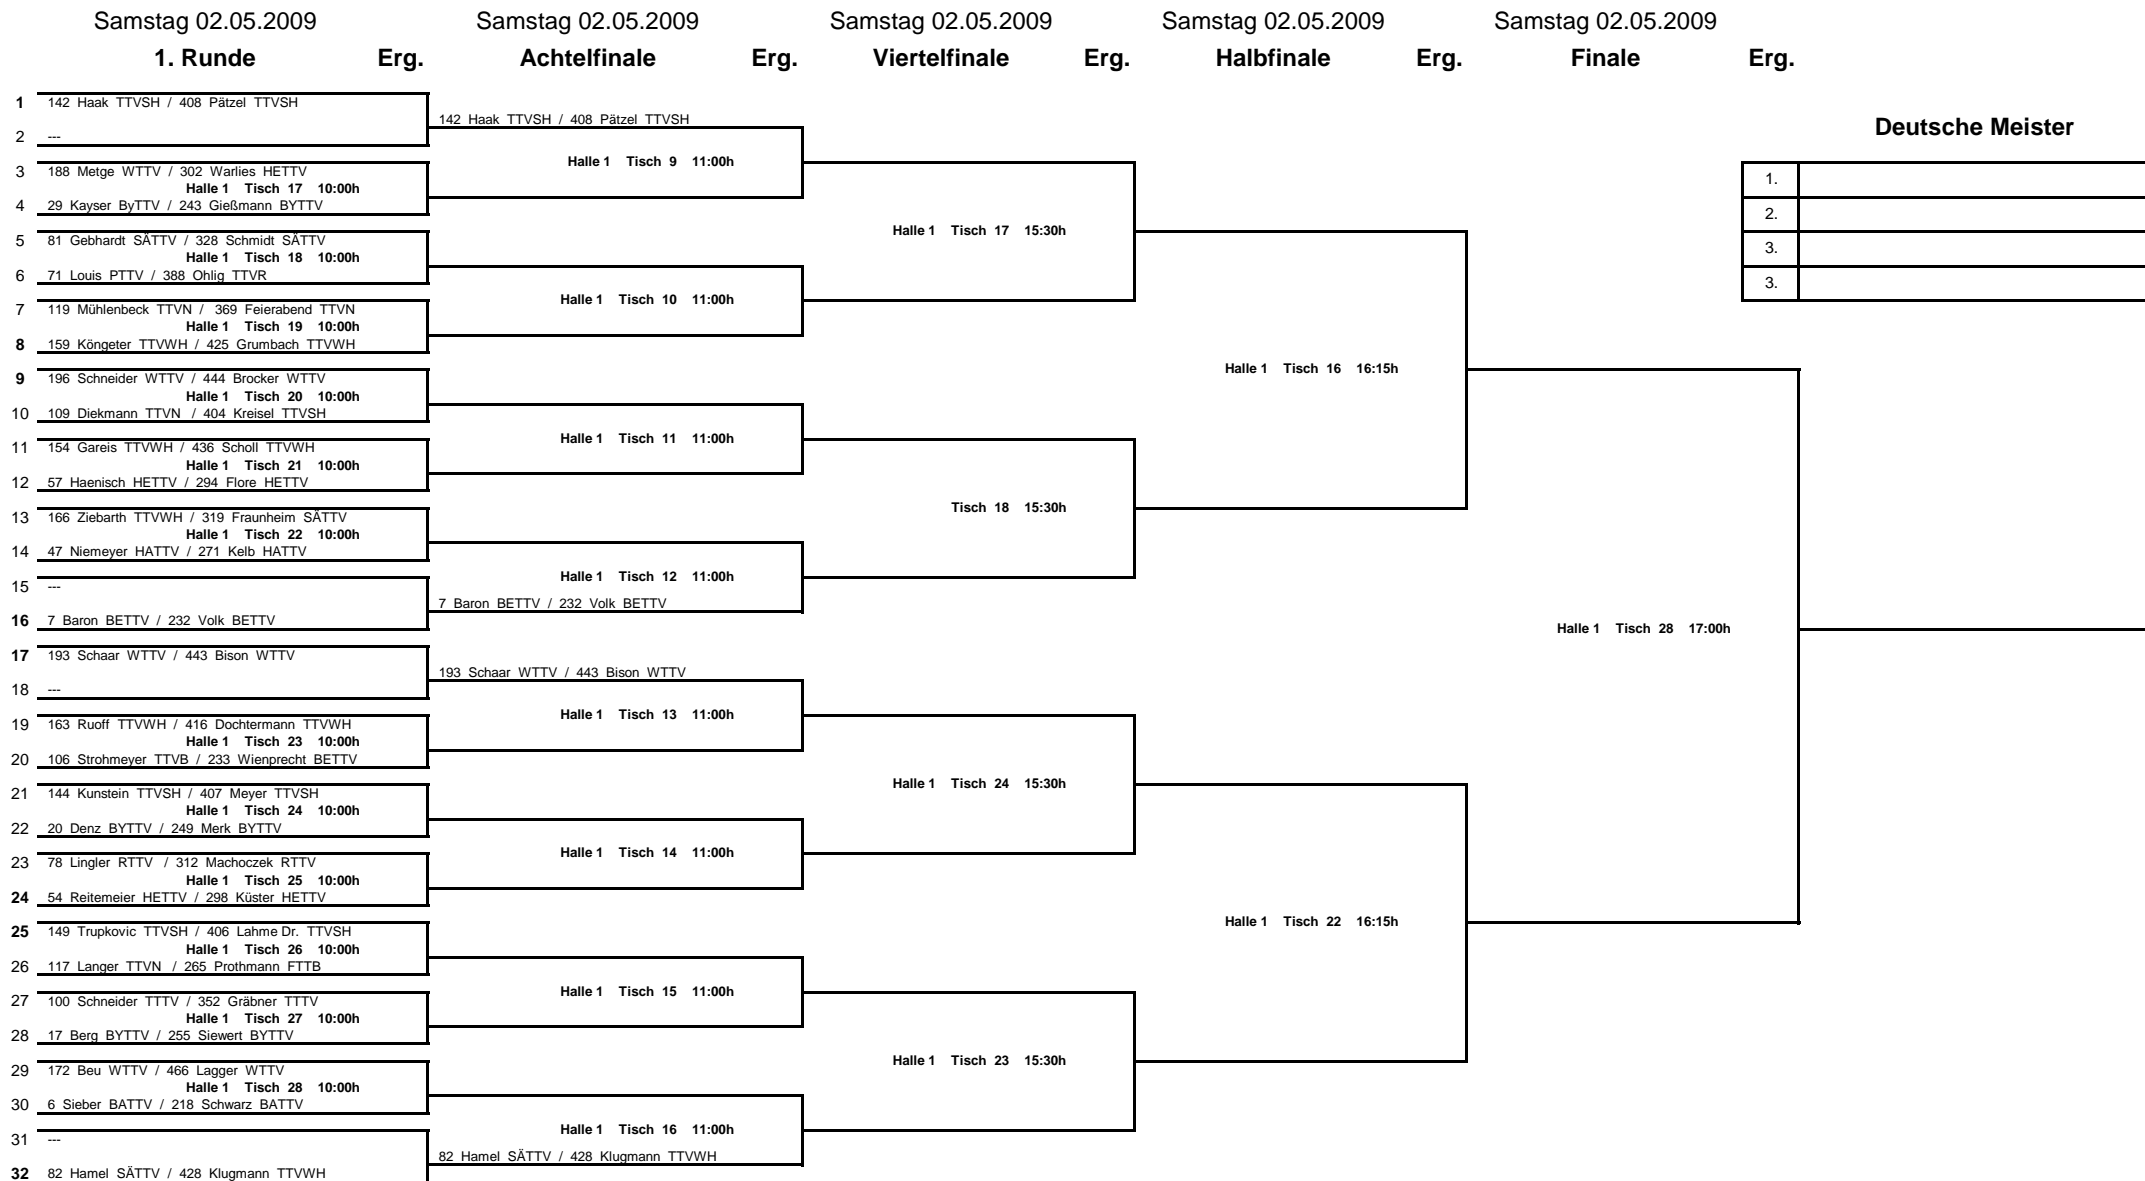 Samstag 02.05.2009 Samstag 02.05.2009 Samstag 02.05.2009 Samstag 02.05.2009 Samstag 02.05.2009
1. Runde Erg. Achtelfinale Erg. Viertelfinale Erg. Halbfinale Erg. Finale Erg.
1 142 Haak TTVSH / 408 Pätzel TTVSH
142 Haak TTVSH / 408 Pätzel TTVSH
2 ---
Deutsche Meister
Halle 1 Tisch 9 11:00h
3 188 Metge WTTV / 302 Warlies HETTV
1.
Halle 1 Tisch 17 10:00h
4 29 Kayser ByTTV / 243 Gießmann BYTTV
2.
Halle 1 Tisch 17 15:30h
5 81 Gebhardt SÄTTV / 328 Schmidt SÄTTV
3.
Halle 1 Tisch 18 10:00h
6 71 Louis PTTV / 388 Ohlig TTVR
3.
Halle 1 Tisch 10 11:00h
7 119 Mühlenbeck TTVN / 369 Feierabend TTVN
Halle 1 Tisch 19 10:00h
8 159 Köngeter TTVWH / 425 Grumbach TTVWH
Halle 1 Tisch 16 16:15h
9 196 Schneider WTTV / 444 Brocker WTTV
Halle 1 Tisch 20 10:00h
10 109 Diekmann TTVN / 404 Kreisel TTVSH
Halle 1 Tisch 11 11:00h
11 154 Gareis TTVWH / 436 Scholl TTVWH
Halle 1 Tisch 21 10:00h
12 57 Haenisch HETTV / 294 Flore HETTV
Tisch 18 15:30h
13 166 Ziebarth TTVWH / 319 Fraunheim SÄTTV
Halle 1 Tisch 22 10:00h
14 47 Niemeyer HATTV / 271 Kelb HATTV
Halle 1 Tisch 12 11:00h
15 ---
7 Baron BETTV / 232 Volk BETTV
16 7 Baron BETTV / 232 Volk BETTV
Halle 1 Tisch 28 17:00h
17 193 Schaar WTTV / 443 Bison WTTV
193 Schaar WTTV / 443 Bison WTTV
18 ---
Halle 1 Tisch 13 11:00h
19 163 Ruoff TTVWH / 416 Dochtermann TTVWH
Halle 1 Tisch 23 10:00h
20 106 Strohmeyer TTVB / 233 Wienprecht BETTV
Halle 1 Tisch 24 15:30h
21 144 Kunstein TTVSH / 407 Meyer TTVSH
Halle 1 Tisch 24 10:00h
22 20 Denz BYTTV / 249 Merk BYTTV
Halle 1 Tisch 14 11:00h
23 78 Lingler RTTV / 312 Machoczek RTTV
Halle 1 Tisch 25 10:00h
24 54 Reitemeier HETTV / 298 Küster HETTV
Halle 1 Tisch 22 16:15h
25 149 Trupkovic TTVSH / 406 Lahme Dr. TTVSH
Halle 1 Tisch 26 10:00h
26 117 Langer TTVN / 265 Prothmann FTTB
Halle 1 Tisch 15 11:00h
27 100 Schneider TTTV / 352 Gräbner TTTV
Halle 1 Tisch 27 10:00h
28 17 Berg BYTTV / 255 Siewert BYTTV
Halle 1 Tisch 23 15:30h
29 172 Beu WTTV / 466 Lagger WTTV
Halle 1 Tisch 28 10:00h
30 6 Sieber BATTV / 218 Schwarz BATTV
Halle 1 Tisch 16 11:00h
31 ---
82 Hamel SÄTTV / 428 Klugmann TTVWH
32 82 Hamel SÄTTV / 428 Klugmann TTVWH